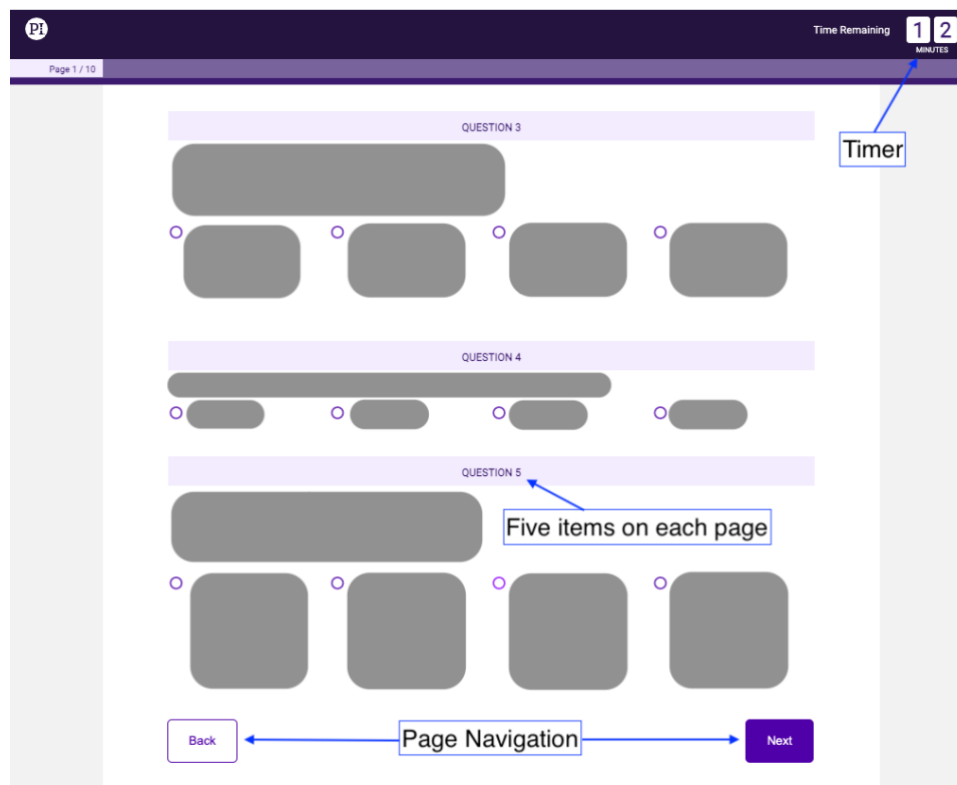 PI
Time Remaining
1 2
MINUTES
Page 1 / 10
Timer
QUESTION 3
QUESTION 4
QUESTION 5
Five items on each page
Back
Page Navigation
Next